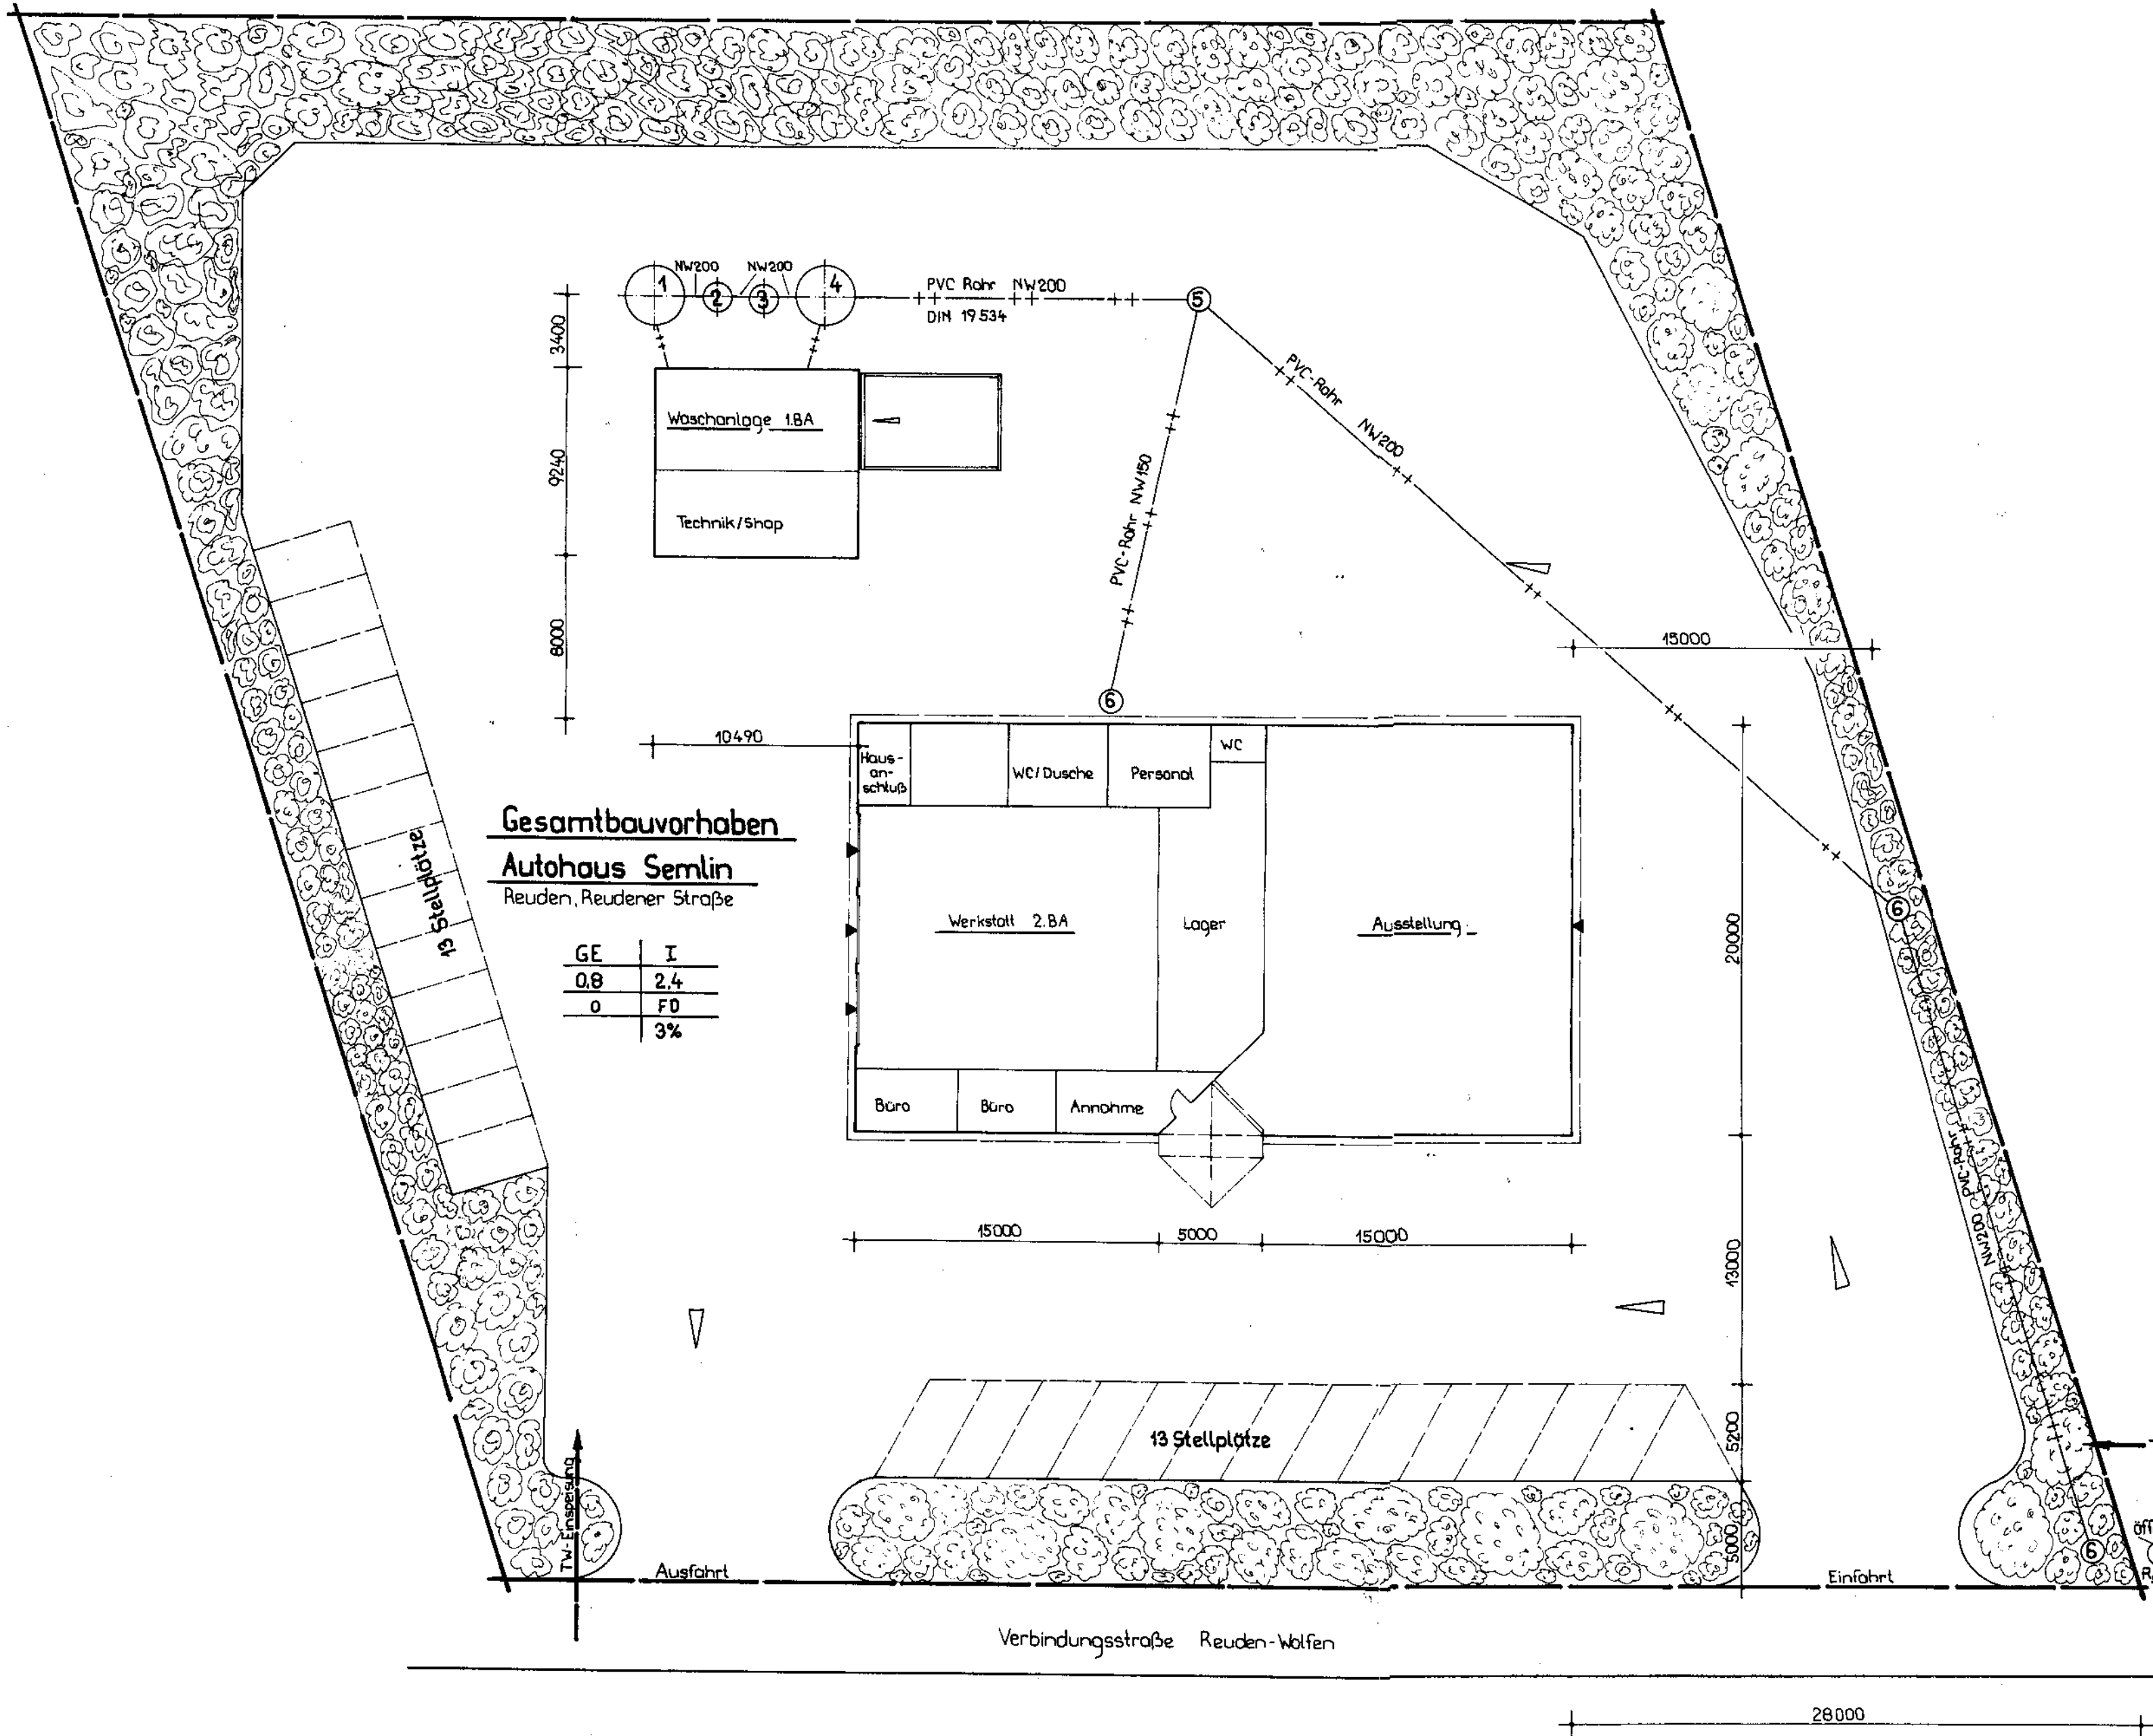 1
NW200
2
NW200
3
4
PVC Rohr NW200
DIN 19534
5
3400
PVC-Rohr
NW200
Waschanlage 1.BA
9240
PVC-Rohr NW150
Technik/Shop
8000
15000
6
10490
Haus-
an-
schluß
WC/Dusche
Personal
WC
Gesamtbauvorhaben
Autohaus Semlin
Reuden, Reudener Straße
13 Stellplätze
GE I
0,8 2,4
0 FD
3%
Werkstatt 2.BA
Lager
Ausstellung
20000
6
Büro
Büro
Annahme
NW200 PVC-Rohr
15000
5000
15000
13000
13 Stellplätze
5200
TW-Einspeisung
5000
6
Ausfahrt
Einfahrt
Verbindungsstraße Reuden-Wolfen
28000